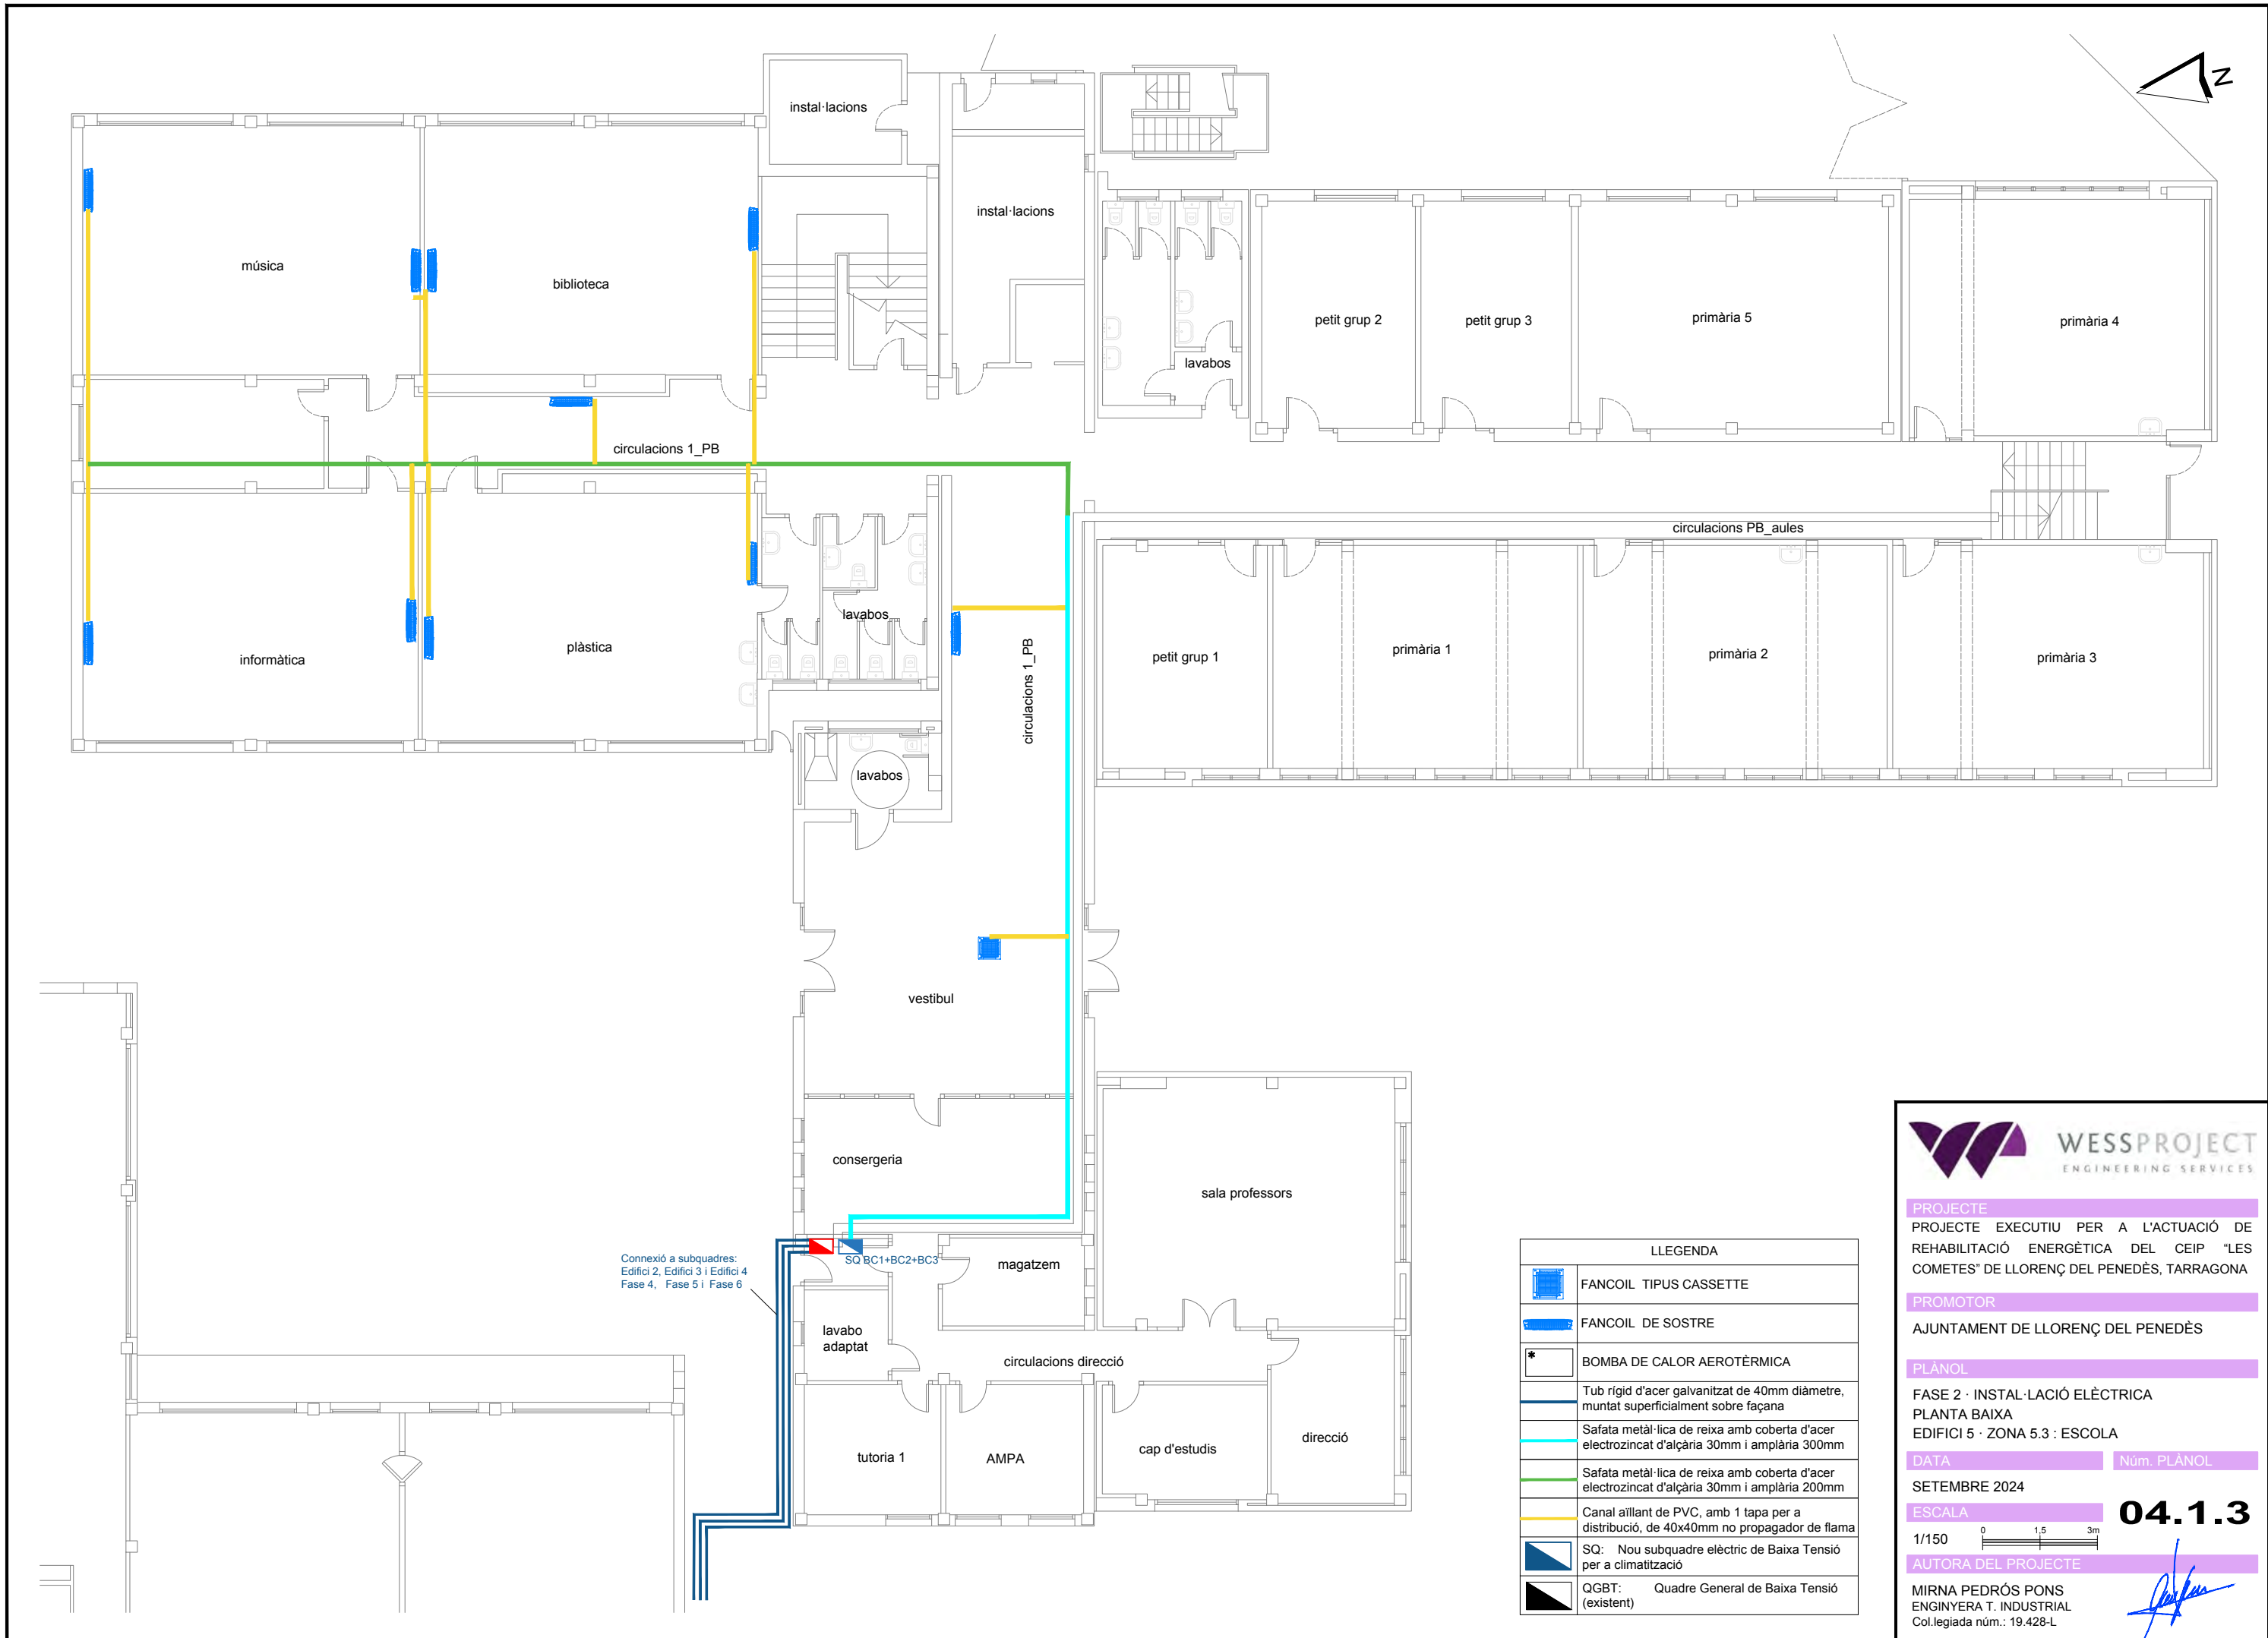 N
instal·lacions
instal·lacions
música
biblioteca
petit grup 2
petit grup 3
primària 5
primària 4
lavabos
circulacions 1_PB
circulacions PB_aules
lavabos
informàtica
plàstica
circulacions 1_PB
petit grup 1
primària 1
primària 2
primària 3
lavabos
vestibul
consergeria
sala professors
Connexió a subquadres:
Edifici 2, Edifici 3 i Edifici 4
Fase 4, Fase 5 i Fase 6
SQ BC1+BC2+BC3
magatzem
lavabo
adaptat
circulacions direcció
tutoria 1
AMPA
cap d'estudis
direcció
LLEGENDA
FANCOIL TIPUS CASSETTE
FANCOIL DE SOSTRE
*
BOMBA DE CALOR AEROTÈRMICA
Tub rígid d'acer galvanitzat de 40mm diàmetre,
muntat superficialment sobre façana
Safata metàl·lica de reixa amb coberta d'acer
electrozincat d'alçària 30mm i amplària 300mm
Safata metàl·lica de reixa amb coberta d'acer
electrozincat d'alçària 30mm i amplària 200mm
Canal aïllant de PVC, amb 1 tapa per a
distribució, de 40x40mm no propagador de flama
SQ: Nou subquadre elèctric de Baixa Tensió
per a climatització
QGBT: Quadre General de Baixa Tensió
(existent)
WESSPROJECT
ENGINEERING SERVICES
PROJECTE
PROJECTE EXECUTIU PER A L'ACTUACIÓ DE
REHABILITACIÓ ENERGÈTICA DEL CEIP “LES
COMETES” DE LLORENÇ DEL PENEDÈS, TARRAGONA
PROMOTOR
AJUNTAMENT DE LLORENÇ DEL PENEDÈS
PLÀNOL
FASE 2 · INSTAL·LACIÓ ELÈCTRICA
PLANTA BAIXA
EDIFICI 5 · ZONA 5.3 : ESCOLA
DATA
Núm. PLÀNOL
SETEMBRE 2024
ESCALA
04.1.3
1/150
0 1,5 3m
AUTORA DEL PROJECTE
MIRNA PEDRÓS PONS
ENGINYERA T. INDUSTRIAL
Col.legiada núm.: 19.428-L